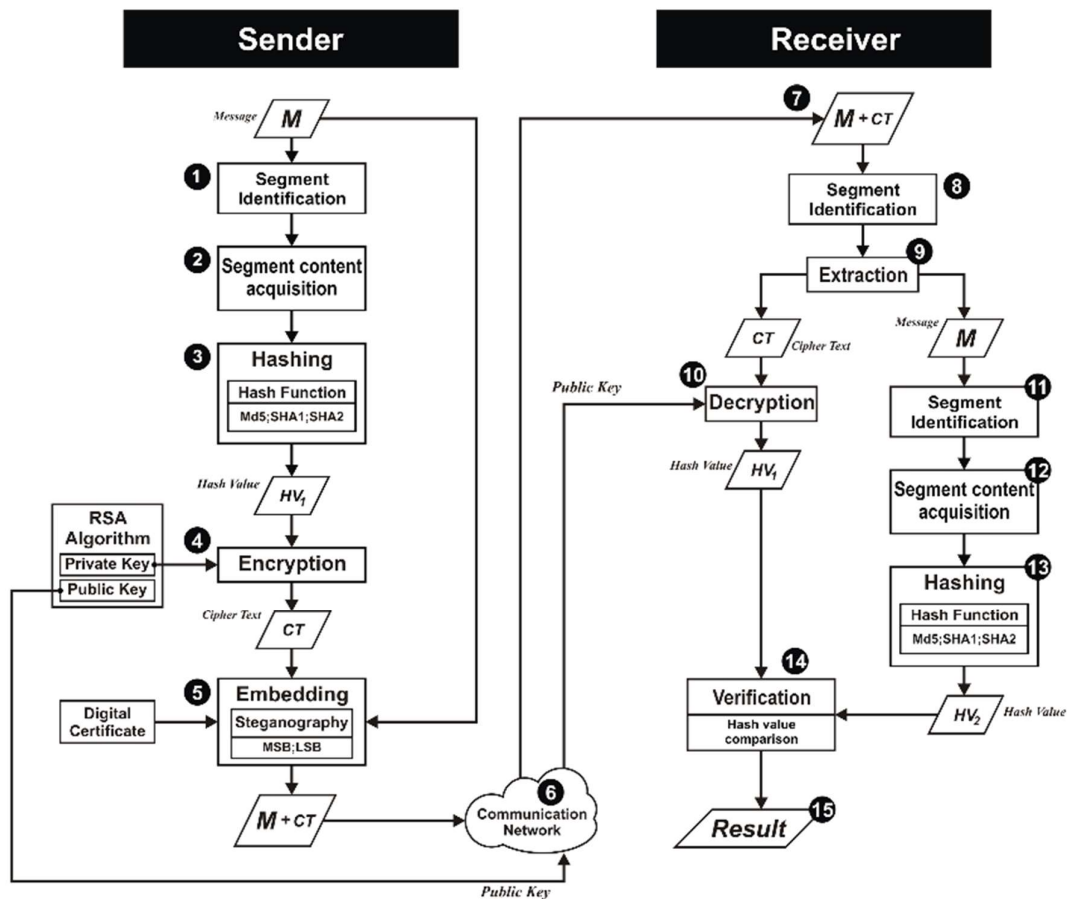 Sender
Message
M
1
Segment
Identification
2
Segment content
acquisition
3
Hashing
Hash Function
Md5;SHA1;SHA2
Hash Value
HV1
RSA
Algorithm
Private Key
Public Key
4
Encryption
Cipher Text
CT
5
Embedding
Steganography
MSB;LSB
Digital
Certificate
M + CT
6
Communication
Network
Public Key
Receiver
7
M + CT
8
Segment
Identification
9
Extraction
CT
Cipher Text
Message
M
Public Key
10
Decryption
Hash Value
HV1
11
Segment
Identification
12
Segment content
acquisition
13
Hashing
Hash Function
Md5;SHA1;SHA2
HV2
Hash Value
14
Verification
Hash value
comparison
15
Result